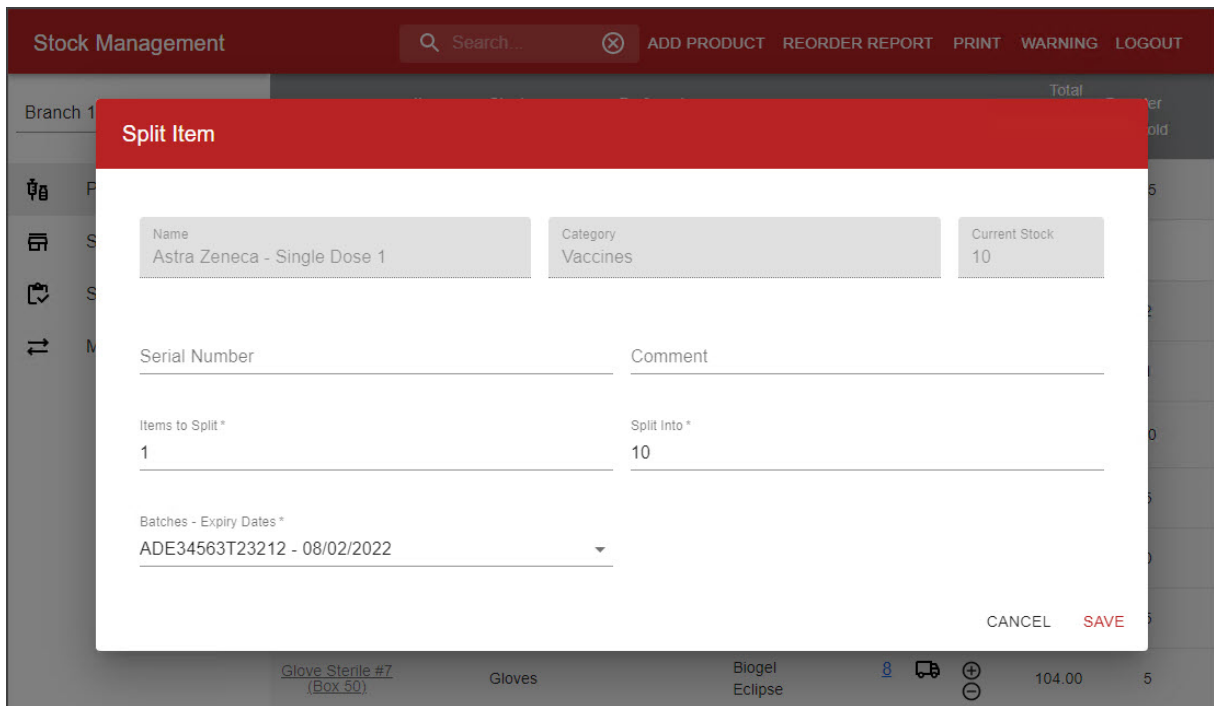 Stock Management
Search...
ADD PRODUCT REORDER REPORT PRINT WARNING LOGOUT
Branch 1
Total
Split Item
Name
Astra Zeneca - Single Dose 1
Category
Vaccines
Current Stock
10
Serial Number
Comment
Items to Split *
1
Split Into *
10
Batches - Expiry Dates *
ADE34563T23212 - 08/02/2022
CANCEL SAVE
Glove Sterile #7
(Box 50)
Gloves
Biogel
Eclipse
8
104.00
5